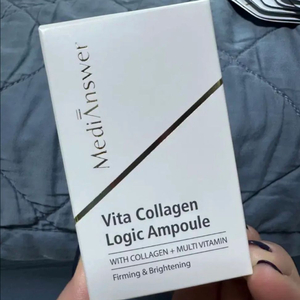 MediAnswer
Vita Collagen
Logic Ampoule
WITH COLLAGEN + MULTI VITAMIN
Firming & Brightening